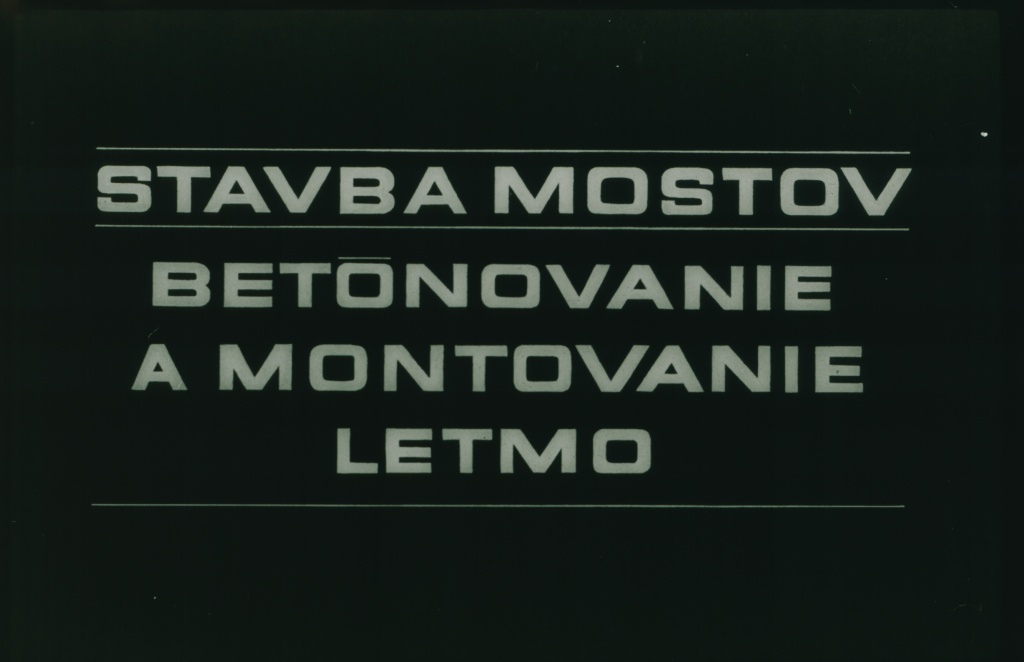 STAVBA MOSTOV
BETÓNOVANIE
A MONTOVANIE
LETMO